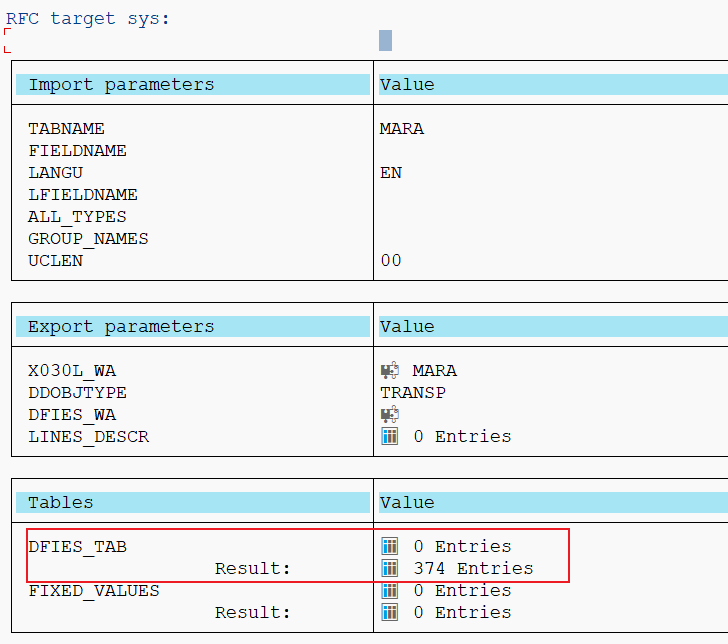 RFC target sys:
Import parameters Value
TABNAME MARA
FIELDNAME
LANGU EN
LFIELDNAME
ALL_TYPES
GROUP_NAMES
UCLEN 00
Export parameters Value
X030L_WA MARA
DDOBJTYPE TRANSP
DFIES_WA
LINES_DESCR 0 Entries
Tables Value
DFIES_TAB 0 Entries
Result: 374 Entries
FIXED_VALUES 0 Entries
Result: 0 Entries